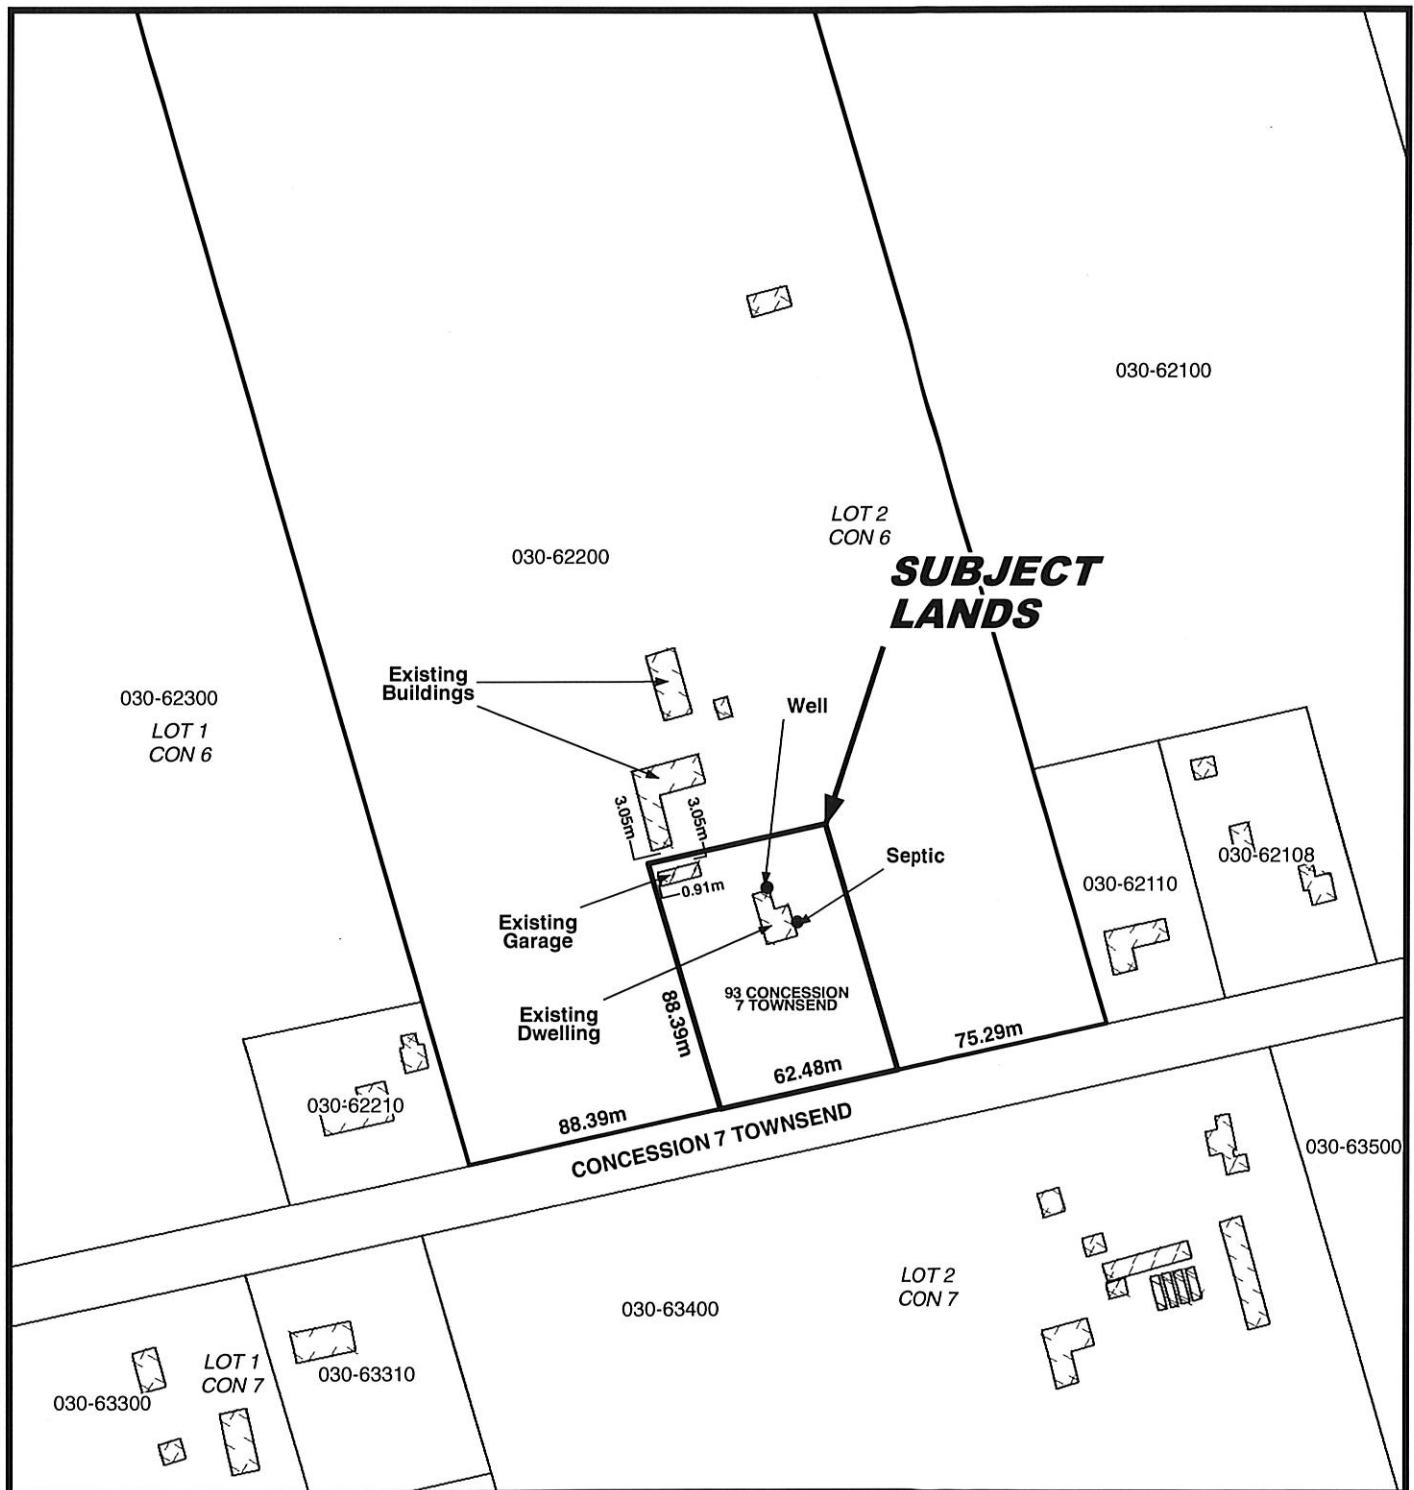 030-62100
LOT 2
CON 6
030-62200
SUBJECT
LANDS
Existing
Buildings
030-62300
LOT 1
CON 6
Well
3.05m
3.05m
Septic
030-62108
030-62110
0.91m
Existing
Garage
93 CONCESSION
7 TOWNSEND
Existing
Dwelling
88.39m
75.29m
62.48m
030-62210
88.39m
CONCESSION 7 TOWNSEND
030-63500
LOT 2
CON 7
030-63400
LOT 1
CON 7
030-63310
030-63300